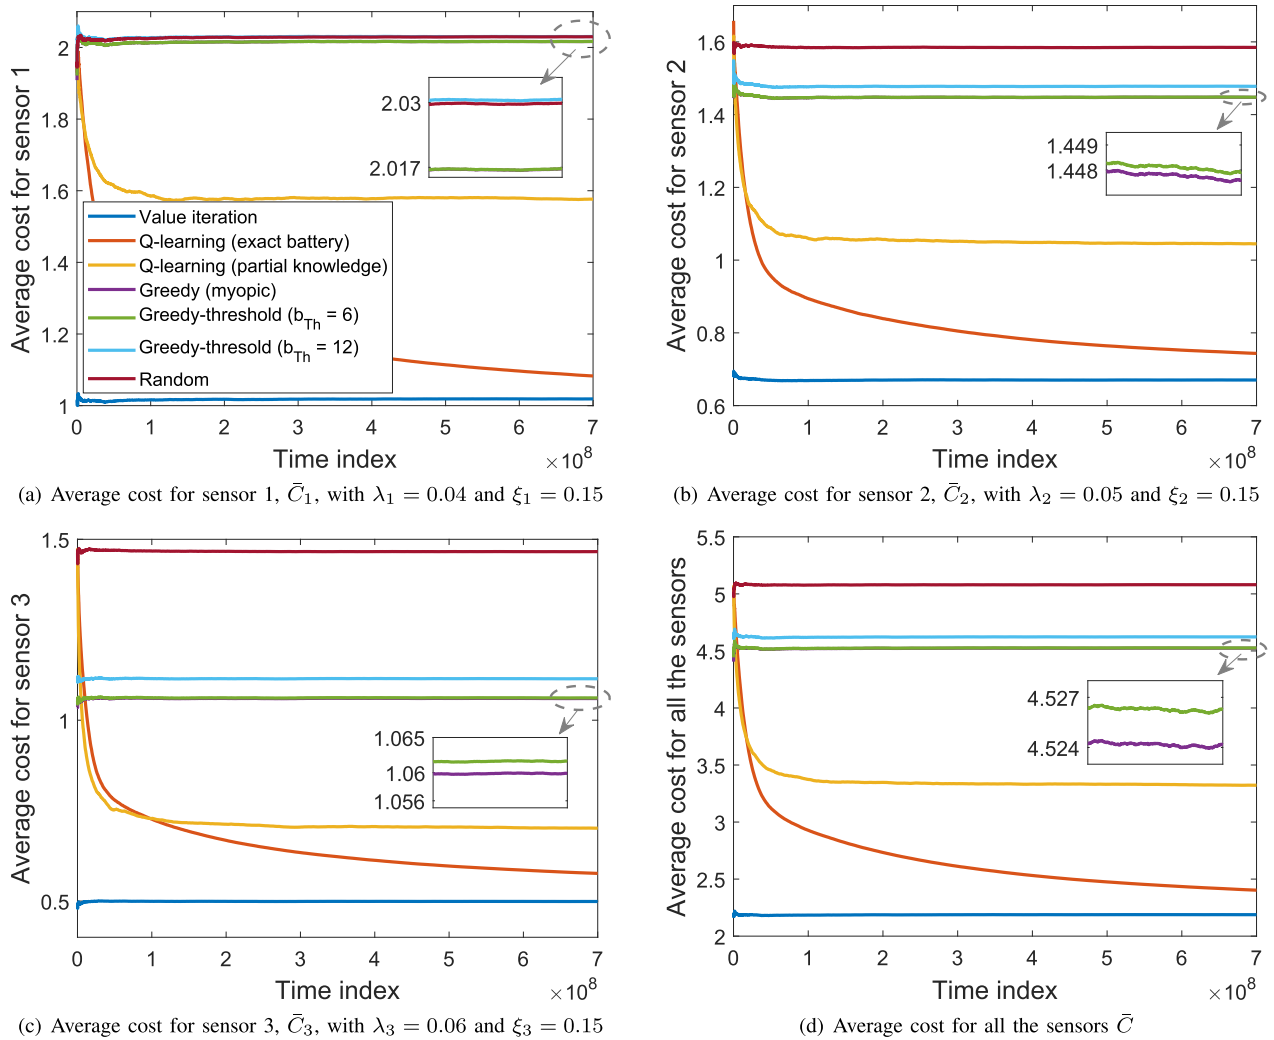 Average cost for sensor 1
2
1.8
1.6
1.4
1.2
1
2.03
2.017
Value iteration
Q-learning (exact battery)
Q-learning (partial knowledge)
Greedy (myopic)
Greedy-threshold (b_Th = 6)
Greedy-thresold (b_Th = 12)
Random
0 1 2 3 4 5 6 7
Time index
×10^8
(a) Average cost for sensor 1, C̄₁, with λ₁ = 0.04 and ξ₁ = 0.15
Average cost for sensor 2
1.6
1.4
1.2
1
0.8
0.6
1.449
1.448
0 1 2 3 4 5 6 7
Time index
×10^8
(b) Average cost for sensor 2, C̄₂, with λ₂ = 0.05 and ξ₂ = 0.15
Average cost for sensor 3
1.5
1
0.5
1.065
1.06
1.056
0 1 2 3 4 5 6 7
Time index
×10^8
(c) Average cost for sensor 3, C̄₃, with λ₃ = 0.06 and ξ₃ = 0.15
Average cost for all the sensors
5.5
5
4.5
4
3.5
3
2.5
2
4.527
4.524
0 1 2 3 4 5 6 7
Time index
×10^8
(d) Average cost for all the sensors C̄